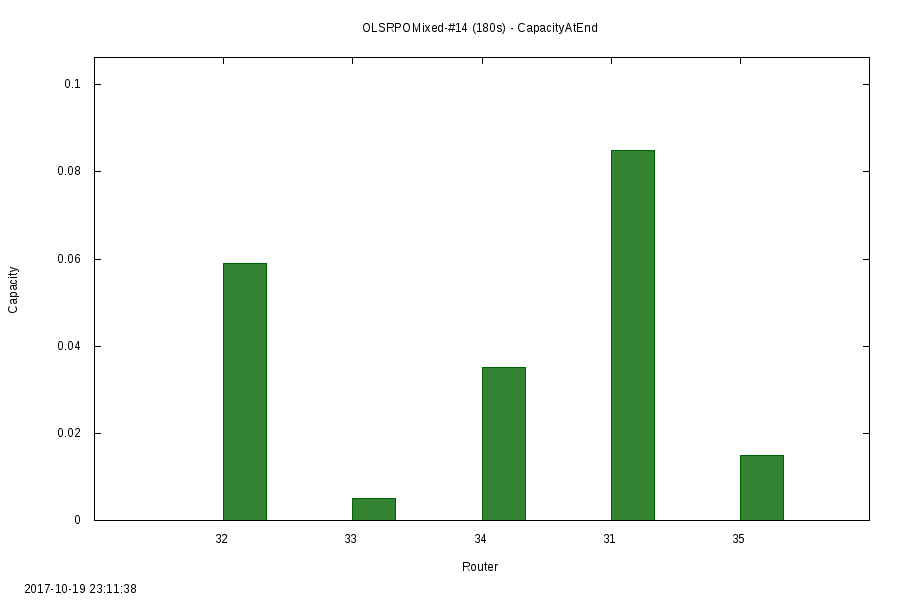 OLSRPOMixed-#14 (180s) - CapacityAtEnd
0.1
0.08
0.06
0.04
0.02
0
Capacity
32 33 34 31 35
Router
2017-10-19 23:11:38